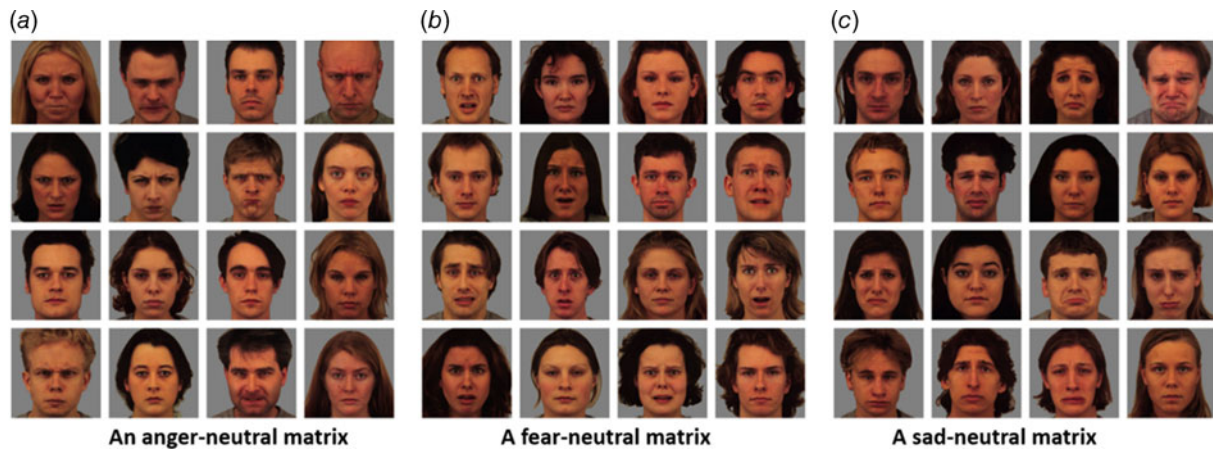 (a)
(b)
(c)
An anger-neutral matrix
A fear-neutral matrix
A sad-neutral matrix